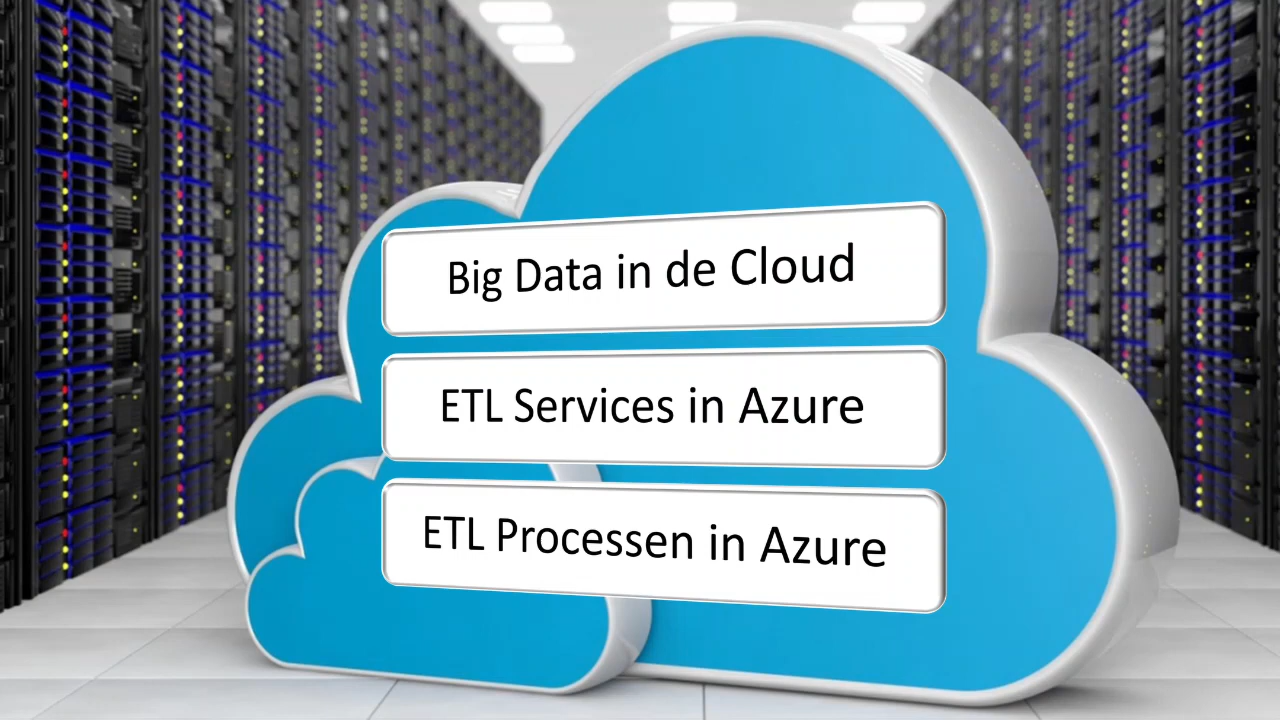 Big Data in de Cloud
ETL Services in Azure
ETL Processen in Azure